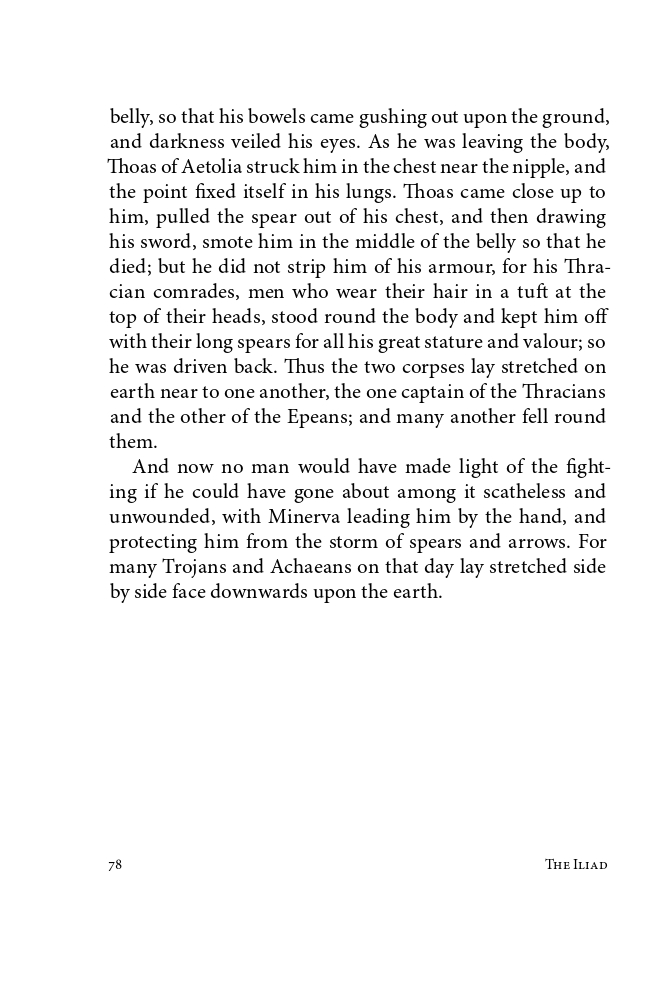 belly, so that his bowels came gushing out upon the ground,
and darkness veiled his eyes. As he was leaving the body,
Thoas of Aetolia struck him in the chest near the nipple, and
the point fixed itself in his lungs. Thoas came close up to
him, pulled the spear out of his chest, and then drawing
his sword, smote him in the middle of the belly so that he
died; but he did not strip him of his armour, for his Thra-
cian comrades, men who wear their hair in a tuft at the
top of their heads, stood round the body and kept him off
with their long spears for all his great stature and valour; so
he was driven back. Thus the two corpses lay stretched on
earth near to one another, the one captain of the Thracians
and the other of the Epeans; and many another fell round
them.
And now no man would have made light of the fight-
ing if he could have gone about among it scatheless and
unwounded, with Minerva leading him by the hand, and
protecting him from the storm of spears and arrows. For
many Trojans and Achaeans on that day lay stretched side
by side face downwards upon the earth.
78 The Iliad